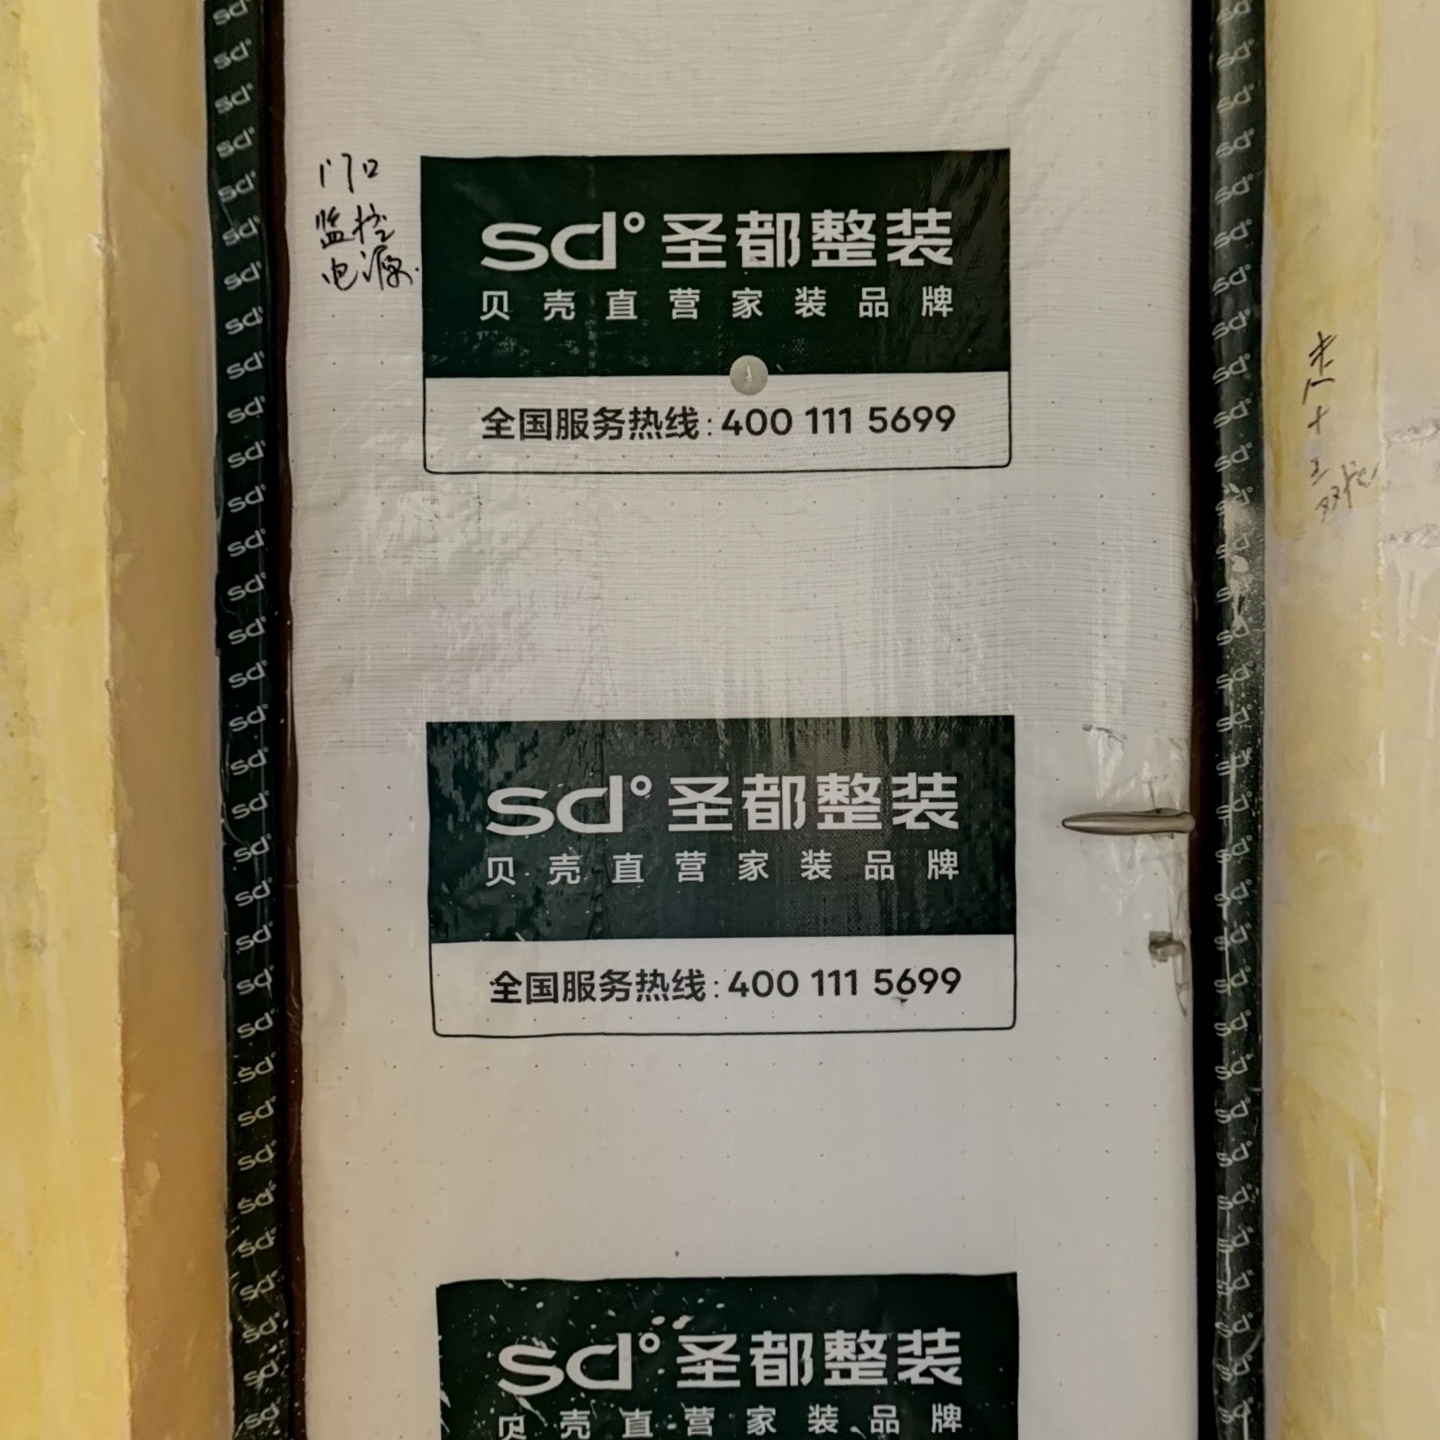 门口
监控
电源
sd° 圣都整装
贝壳直营家装品牌
全国服务热线: 400 111 5699
sd° 圣都整装
贝壳直营家装品牌
全国服务热线: 400 111 5699
sd° 圣都整装
贝壳直营家装品牌